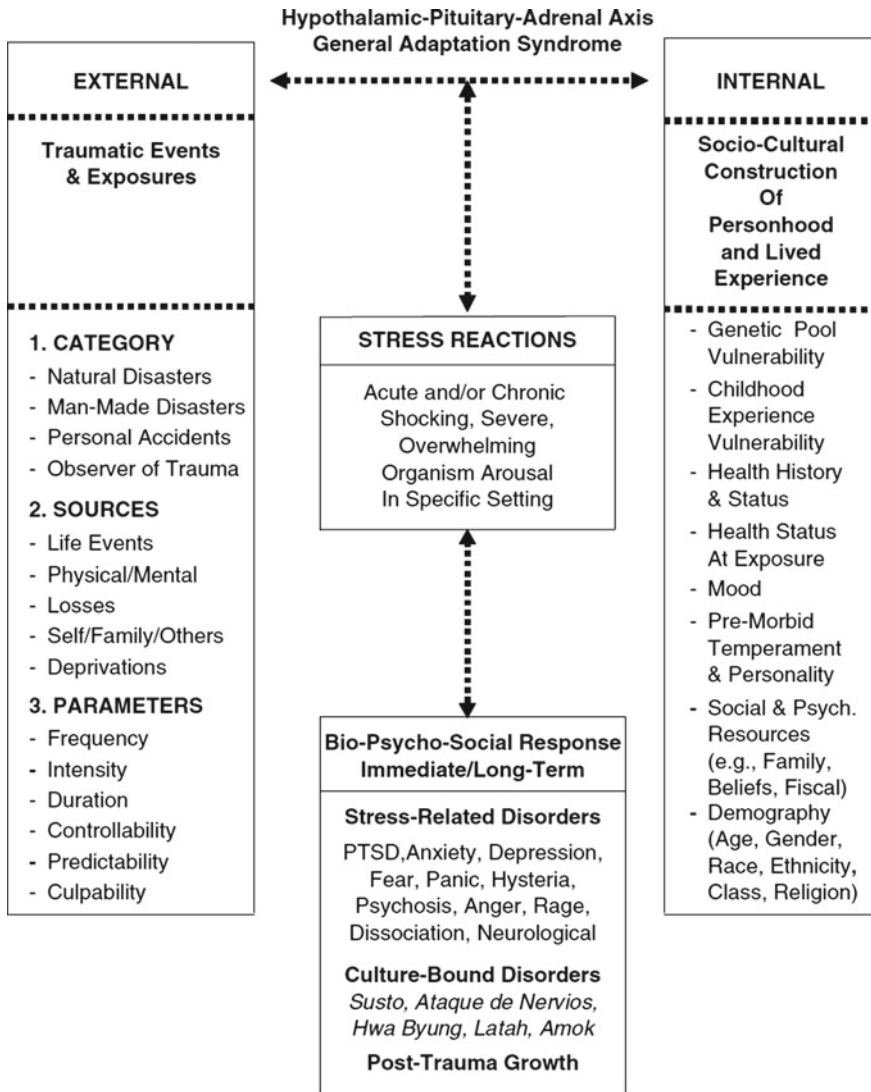 Hypothalamic-Pituitary-Adrenal Axis
General Adaptation Syndrome
EXTERNAL
Traumatic Events
& Exposures
1. CATEGORY
- Natural Disasters
- Man-Made Disasters
- Personal Accidents
- Observer of Trauma
2. SOURCES
- Life Events
- Physical/Mental
- Losses
- Self/Family/Others
- Deprivations
3. PARAMETERS
- Frequency
- Intensity
- Duration
- Controllability
- Predictability
- Culpability
STRESS REACTIONS
Acute and/or Chronic
Shocking, Severe,
Overwhelming
Organism Arousal
In Specific Setting
Bio-Psycho-Social Response
Immediate/Long-Term
Stress-Related Disorders
PTSD,Anxiety, Depression,
Fear, Panic, Hysteria,
Psychosis, Anger, Rage,
Dissociation, Neurological
Culture-Bound Disorders
Susto, Ataque de Nervios,
Hwa Byung, Latah, Amok
Post-Trauma Growth
INTERNAL
Socio-Cultural
Construction
Of
Personhood
and Lived
Experience
- Genetic Pool
Vulnerability
- Childhood
Experience
Vulnerability
- Health History
& Status
- Health Status
At Exposure
- Mood
- Pre-Morbid
Temperament
& Personality
- Social & Psych.
Resources
(e.g., Family,
Beliefs, Fiscal)
- Demography
(Age, Gender,
Race, Ethnicity,
Class, Religion)